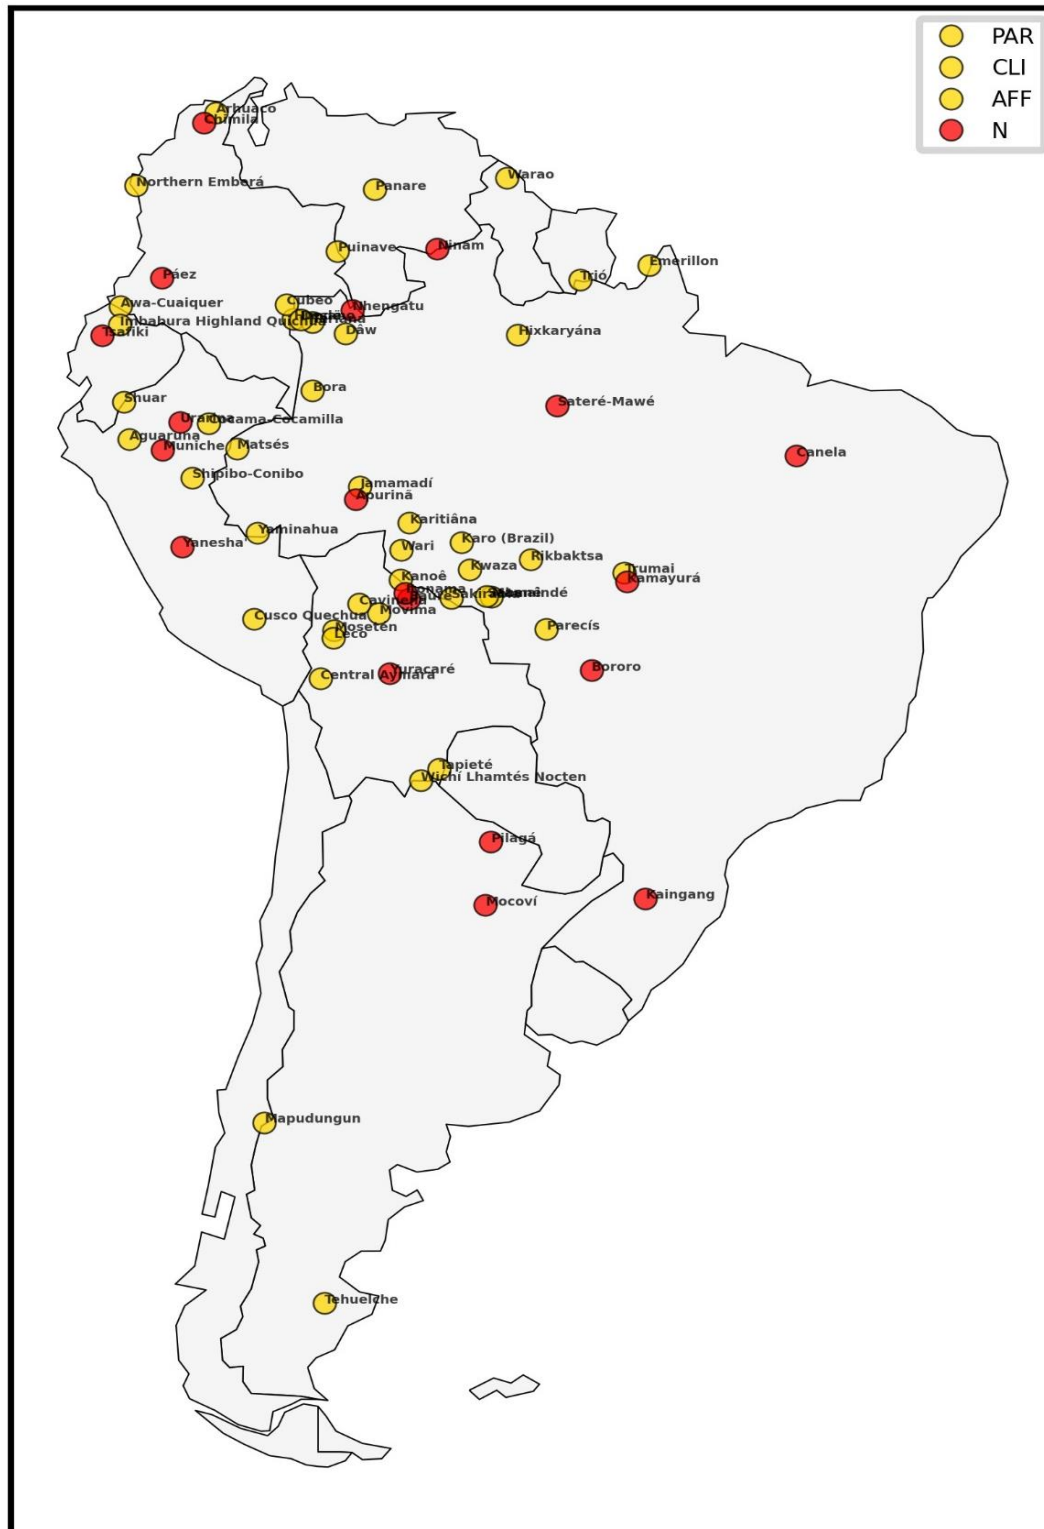 PAR
CLI
AFF
N
Arhuaco
Chimila
Northern Emberá
Panare
Warao
Puinave
Ninam
Páez
Emerillon
Trió
Awa-Cuaiquer
Cubeo
Nhengatu
Imbabura Highland Quichua
Tsafiki
Dâw
Hixkaryána
Bora
Shuar
Sateré-Mawé
Urarina
Cocama-Cocamilla
Aguaruna
Muniche
Matsés
Canela
Shipibo-Conibo
Jamamadí
Apurinã
Karitiâna
Yaminahua
Yanesha'
Wari
Karo (Brazil)
Kwaza
Rikbaktsa
Trumai
Kamayurá
Kanoê
Cavineña
Movima
Cusco Quechua
Mosetén
Leco
Parecís
Bororo
Yuracaré
Central Aymara
Tapieté
Wichí Lhamtés Nocten
Pilagá
Mocoví
Kaingang
Mapudungun
Tehuelche